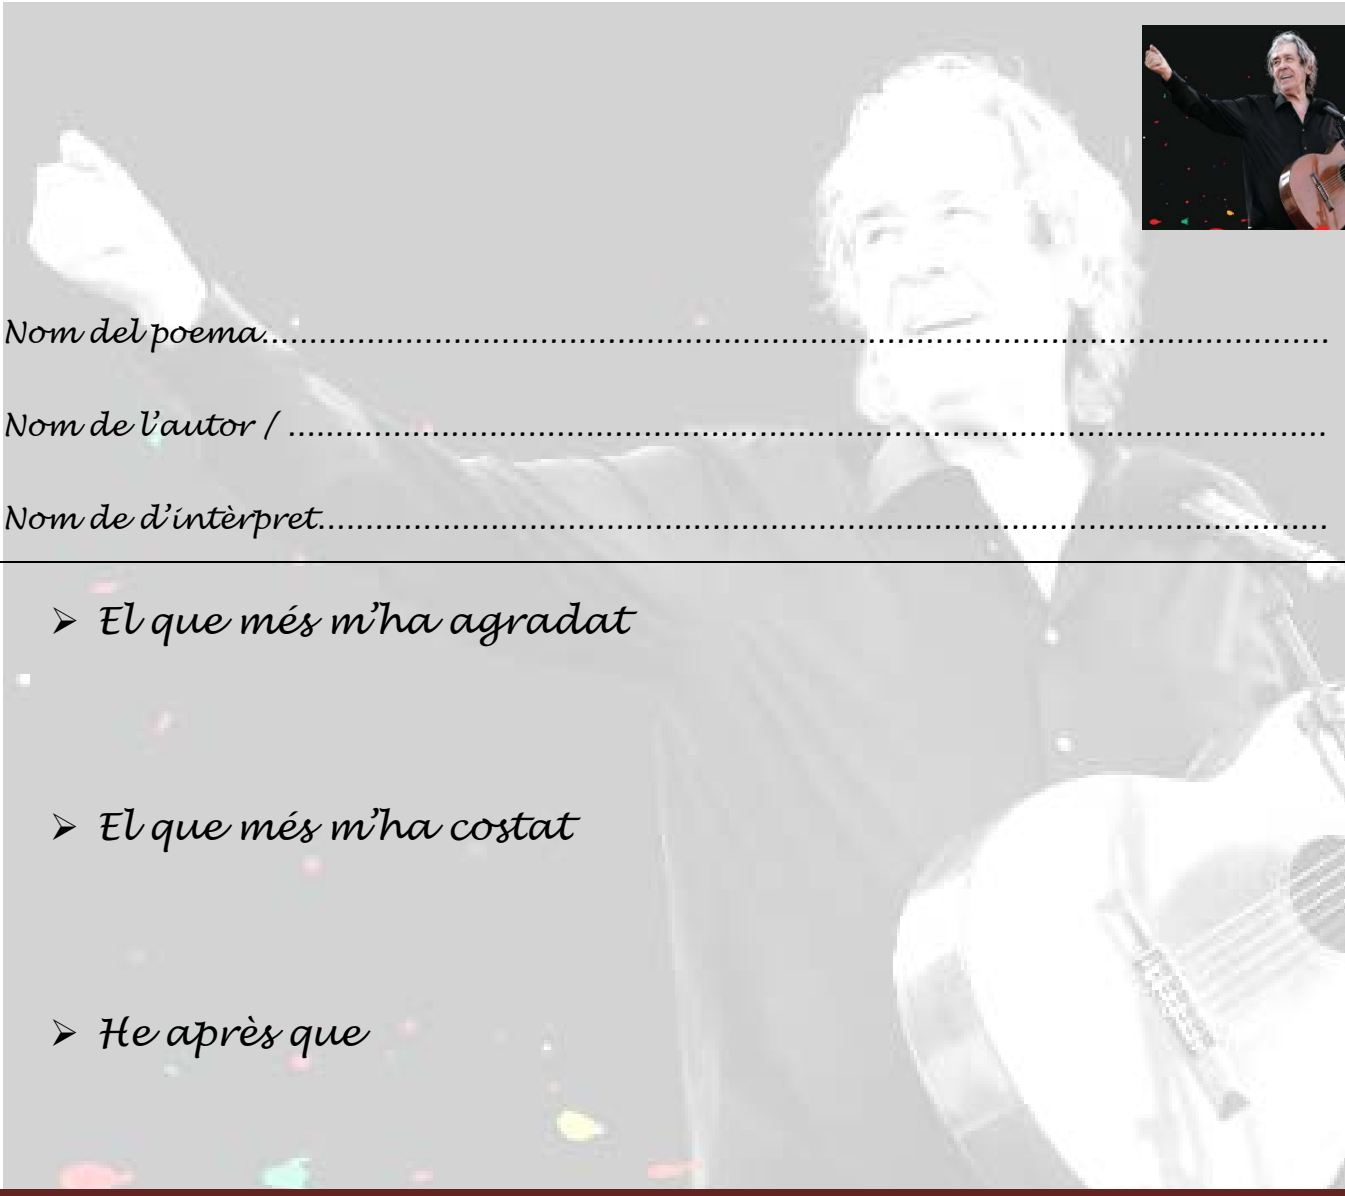 Nom del poema..........................................................................................................
Nom de l’autor / ........................................................................................................
Nom de d’intèrpret.....................................................................................................
➢ El que més m’ha agradat
➢ El que més m’ha costat
➢ He après que